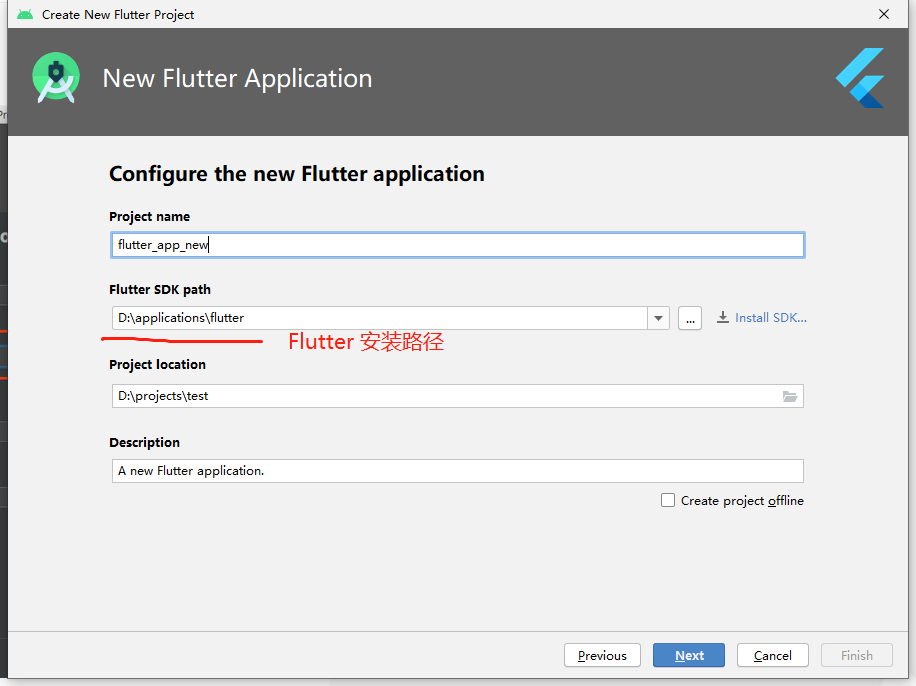 Create New Flutter Project
New Flutter Application
Configure the new Flutter application
Project name
flutter_app_new
Flutter SDK path
D:\applications\flutter
...
Install SDK...
Flutter 安装路径
Project location
D:\projects\test
Description
A new Flutter application.
Create project offline
Previous
Next
Cancel
Finish